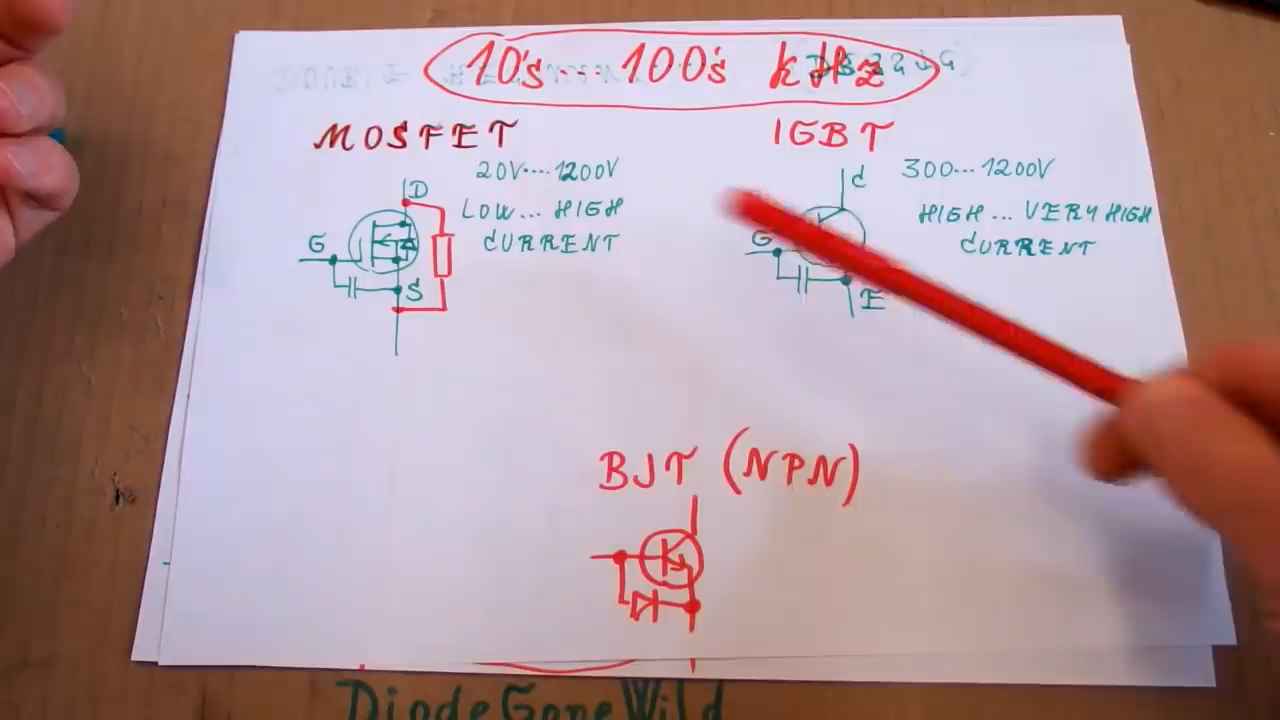 10's...100's kHz
MOSFET
20V....1200V
LOW... HIGH
CURRENT
D
G
S
IGBT
300...1200V
HIGH... VERY HIGH
CURRENT
C
G
E
BJT (NPN)
DiodeGoneWild